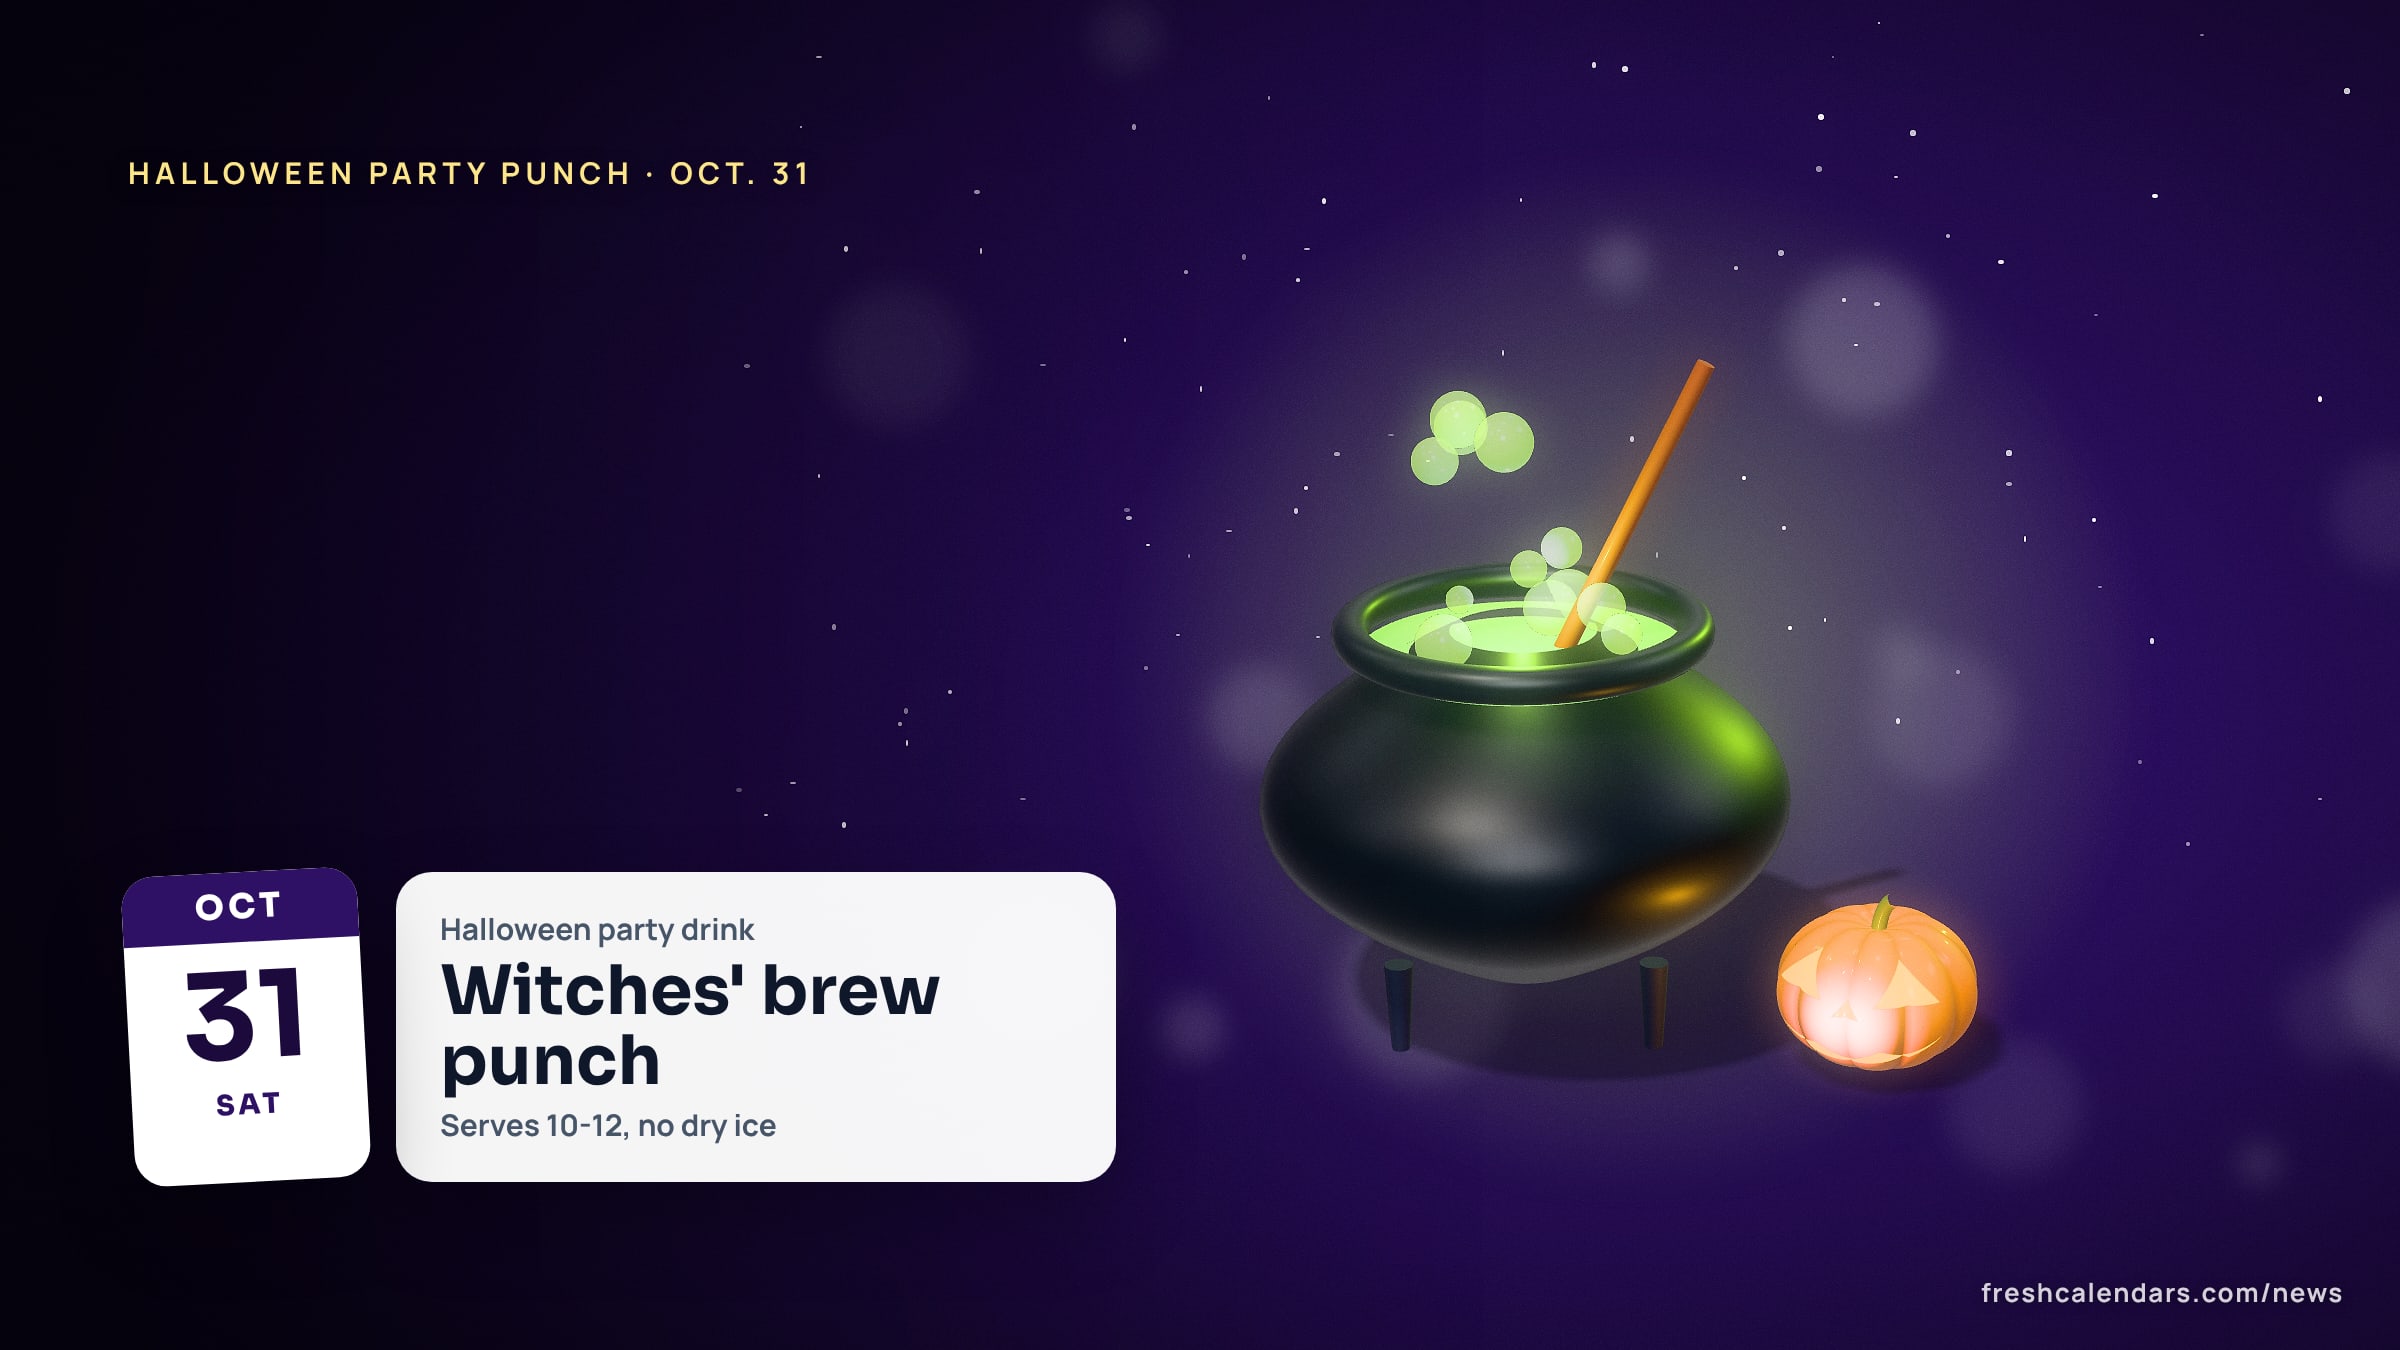 HALLOWEEN PARTY PUNCH · OCT. 31
OCT
31
SAT
Halloween party drink
Witches' brew
punch
Serves 10-12, no dry ice
freshcalendars.com/news